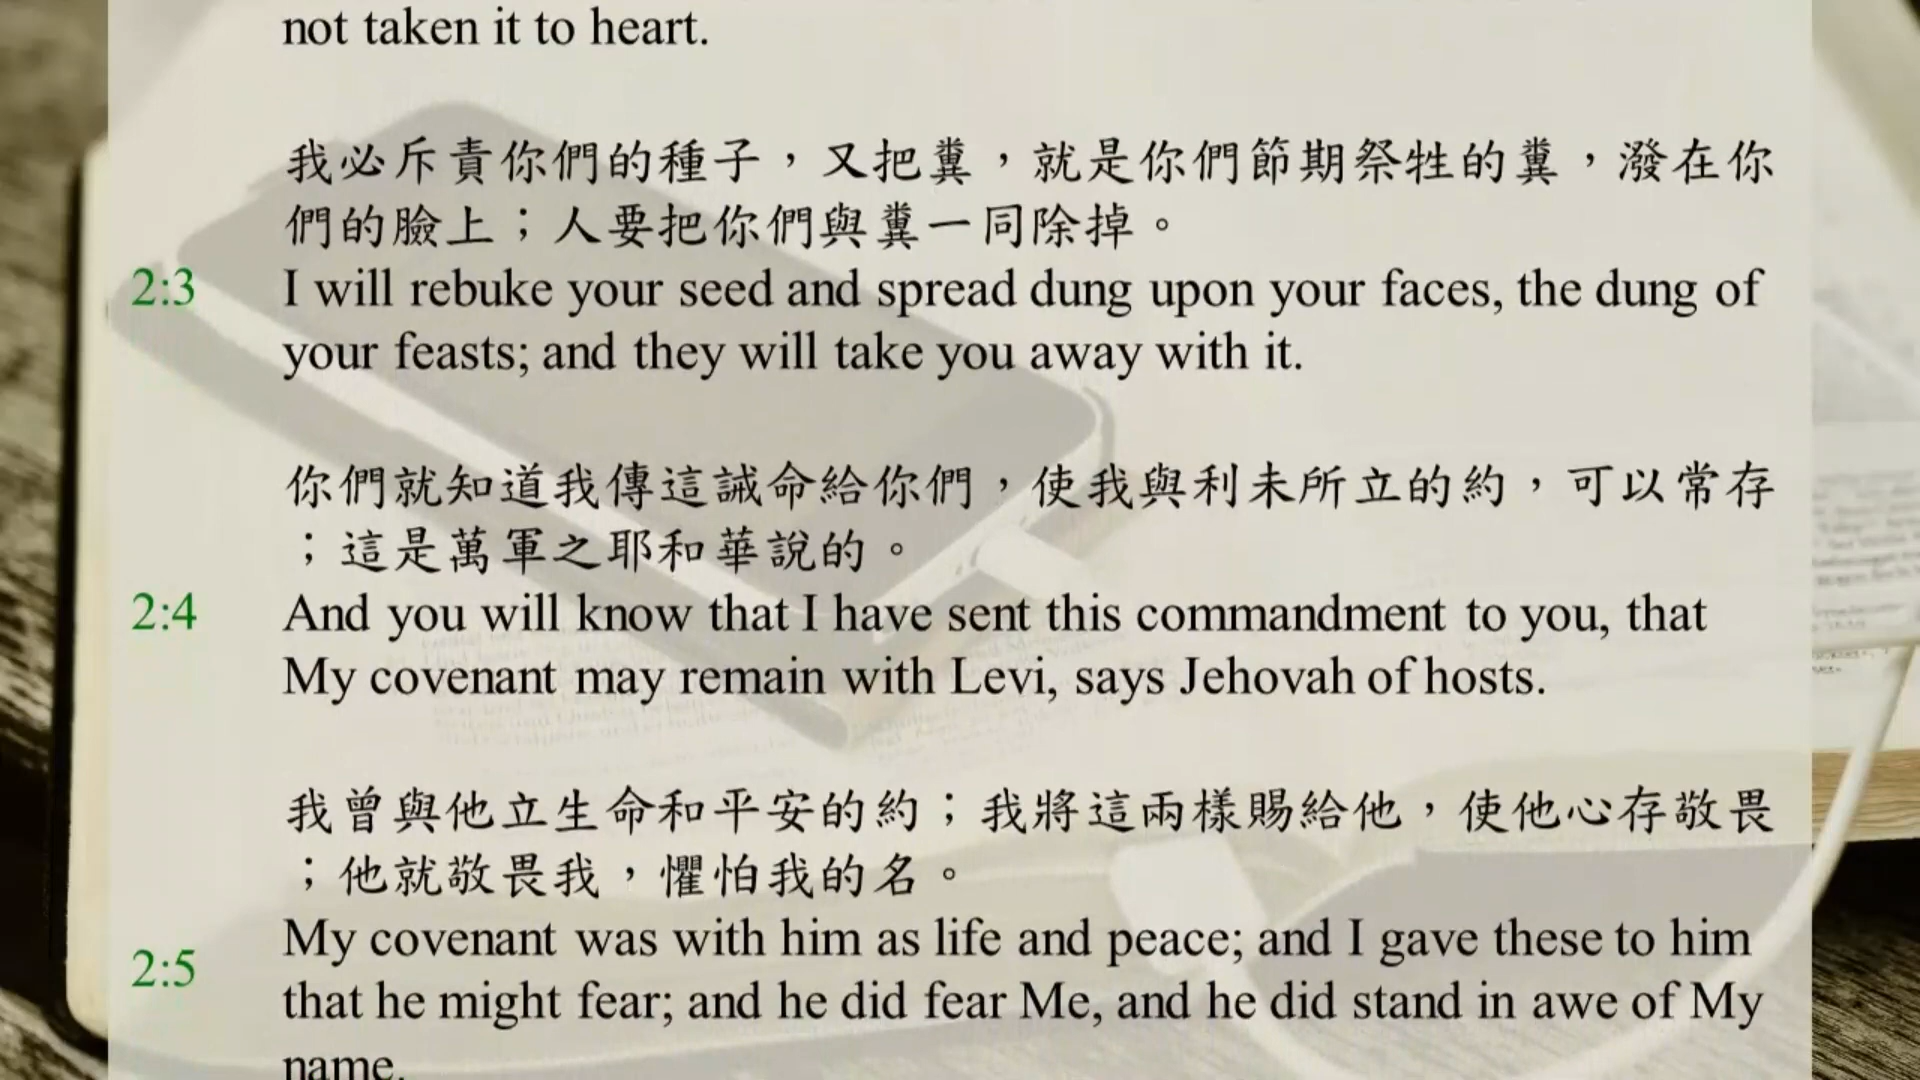 not taken it to heart.
我必斥責你們的種子，又把糞，就是你們節期祭牲的糞，潑在你
們的臉上；人要把你們與糞一同除掉。
2:3 I will rebuke your seed and spread dung upon your faces, the dung of
your feasts; and they will take you away with it.
你們就知道我傳這誡命給你們，使我與利未所立的約，可以常存
；這是萬軍之耶和華說的。
2:4 And you will know that I have sent this commandment to you, that
My covenant may remain with Levi, says Jehovah of hosts.
我曾與他立生命和平安的約；我將這兩樣賜給他，使他心存敬畏
；他就敬畏我，懼怕我的名。
My covenant was with him as life and peace; and I gave these to him
2:5 that he might fear; and he did fear Me, and he did stand in awe of My
name.